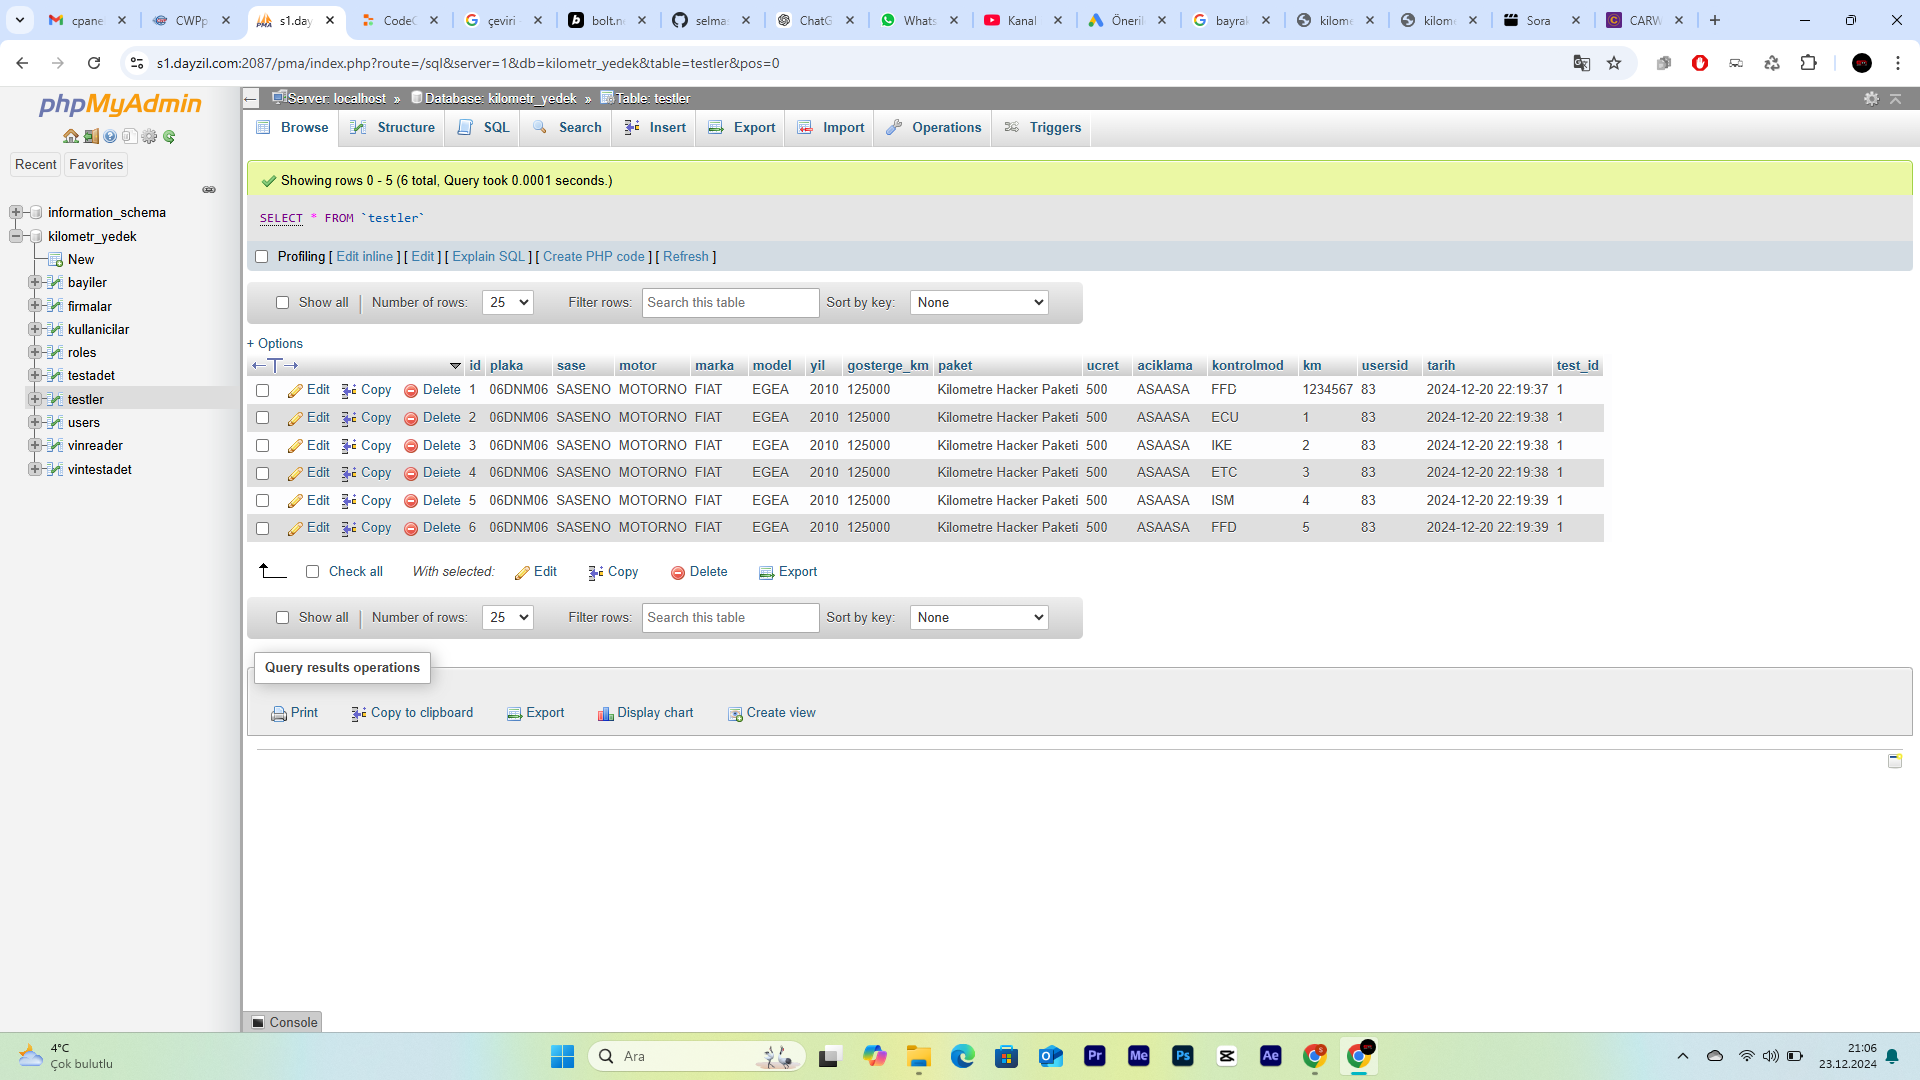 cpane
CWPp
s1.day
CodeC
çeviri -
bolt.ne
selma
ChatG
Whats
Kanal
Öneril
bayra
kilome
kilome
Sora
CARW
s1.dayzil.com:2087/pma/index.php?route=/sql&server=1&db=kilometr_yedek&table=testler&pos=0
phpMyAdmin
Recent Favorites
information_schema
kilometr_yedek
New
bayiler
firmalar
kullanicilar
roles
testadet
testler
users
vinreader
vintestadet
Server: localhost » Database: kilometr_yedek » Table: testler
Browse Structure SQL Search Insert Export Import Operations Triggers
Showing rows 0 - 5 (6 total, Query took 0.0001 seconds.)
SELECT * FROM `testler`
Profiling [ Edit inline ] [ Edit ] [ Explain SQL ] [ Create PHP code ] [ Refresh ]
Show all | Number of rows: 25 Filter rows: Search this table Sort by key: None
+ Options
id plaka sase motor marka model yil gosterge_km paket ucret aciklama kontrolmod km usersid tarih test_id
Edit Copy Delete 1 06DNM06 SASENO MOTORNO FIAT EGEA 2010 125000 Kilometre Hacker Paketi 500 ASAASA FFD 1234567 83 2024-12-20 22:19:37 1
Edit Copy Delete 2 06DNM06 SASENO MOTORNO FIAT EGEA 2010 125000 Kilometre Hacker Paketi 500 ASAASA ECU 1 83 2024-12-20 22:19:38 1
Edit Copy Delete 3 06DNM06 SASENO MOTORNO FIAT EGEA 2010 125000 Kilometre Hacker Paketi 500 ASAASA IKE 2 83 2024-12-20 22:19:38 1
Edit Copy Delete 4 06DNM06 SASENO MOTORNO FIAT EGEA 2010 125000 Kilometre Hacker Paketi 500 ASAASA ETC 3 83 2024-12-20 22:19:38 1
Edit Copy Delete 5 06DNM06 SASENO MOTORNO FIAT EGEA 2010 125000 Kilometre Hacker Paketi 500 ASAASA ISM 4 83 2024-12-20 22:19:39 1
Edit Copy Delete 6 06DNM06 SASENO MOTORNO FIAT EGEA 2010 125000 Kilometre Hacker Paketi 500 ASAASA FFD 5 83 2024-12-20 22:19:39 1
Check all With selected: Edit Copy Delete Export
Show all | Number of rows: 25 Filter rows: Search this table Sort by key: None
Query results operations
Print Copy to clipboard Export Display chart Create view
Console
4°C
Çok bulutlu
Ara
Pr
Me
Ps
Ae
21:06
23.12.2024